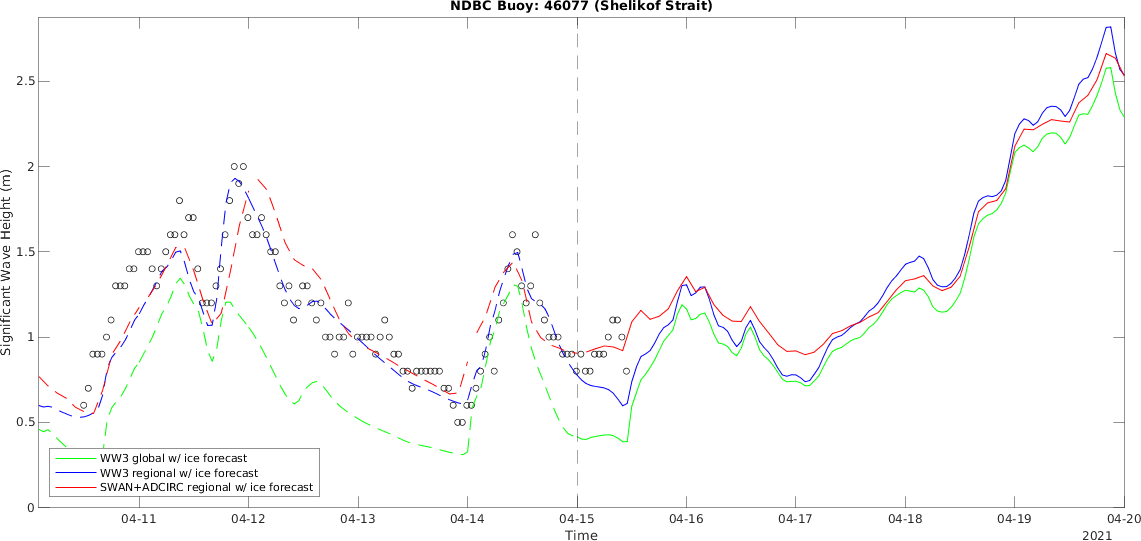 NDBC Buoy: 46077 (Shelikof Strait)
Significant Wave Height (m)
2.5
2
1.5
1
0.5
0
WW3 global w/ ice forecast
WW3 regional w/ ice forecast
SWAN+ADCIRC regional w/ ice forecast
04-11 04-12 04-13 04-14 04-15 04-16 04-17 04-18 04-19 04-20
Time
2021